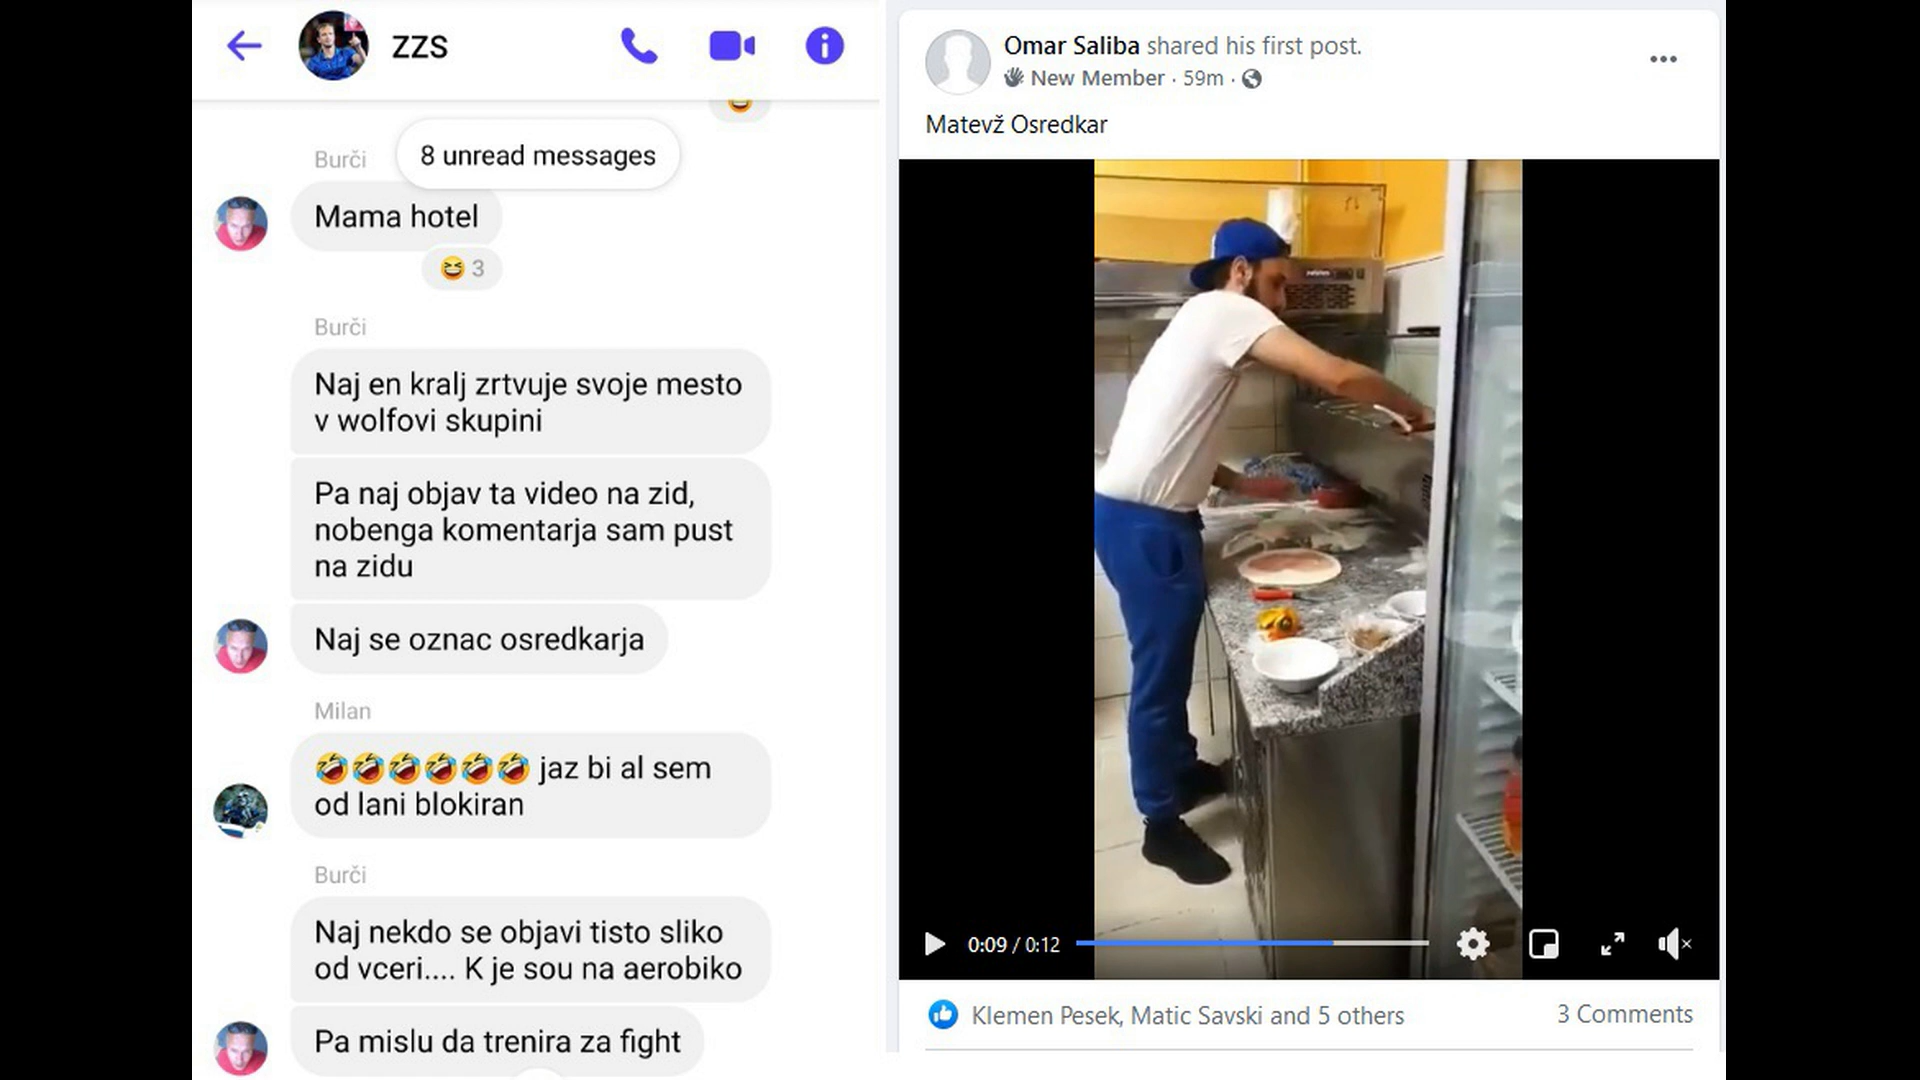 ZZS
8 unread messages
Burči
Mama hotel
3
Burči
Naj en kralj zrtvuje svoje mesto
v wolfovi skupini
Pa naj objav ta video na zid,
nobenga komentarja sam pust
na zidu
Naj se oznac osredkarja
Milan
🤣🤣🤣🤣🤣🤣 jaz bi al sem
od lani blokiran
Burči
Naj nekdo se objavi tisto sliko
od vceri.... K je sou na aerobiko
Pa mislu da trenira za fight
Omar Saliba shared his first post.
New Member · 59m ·
Matevž Osredkar
0:09 / 0:12
Klemen Pesek, Matic Savski and 5 others
3 Comments